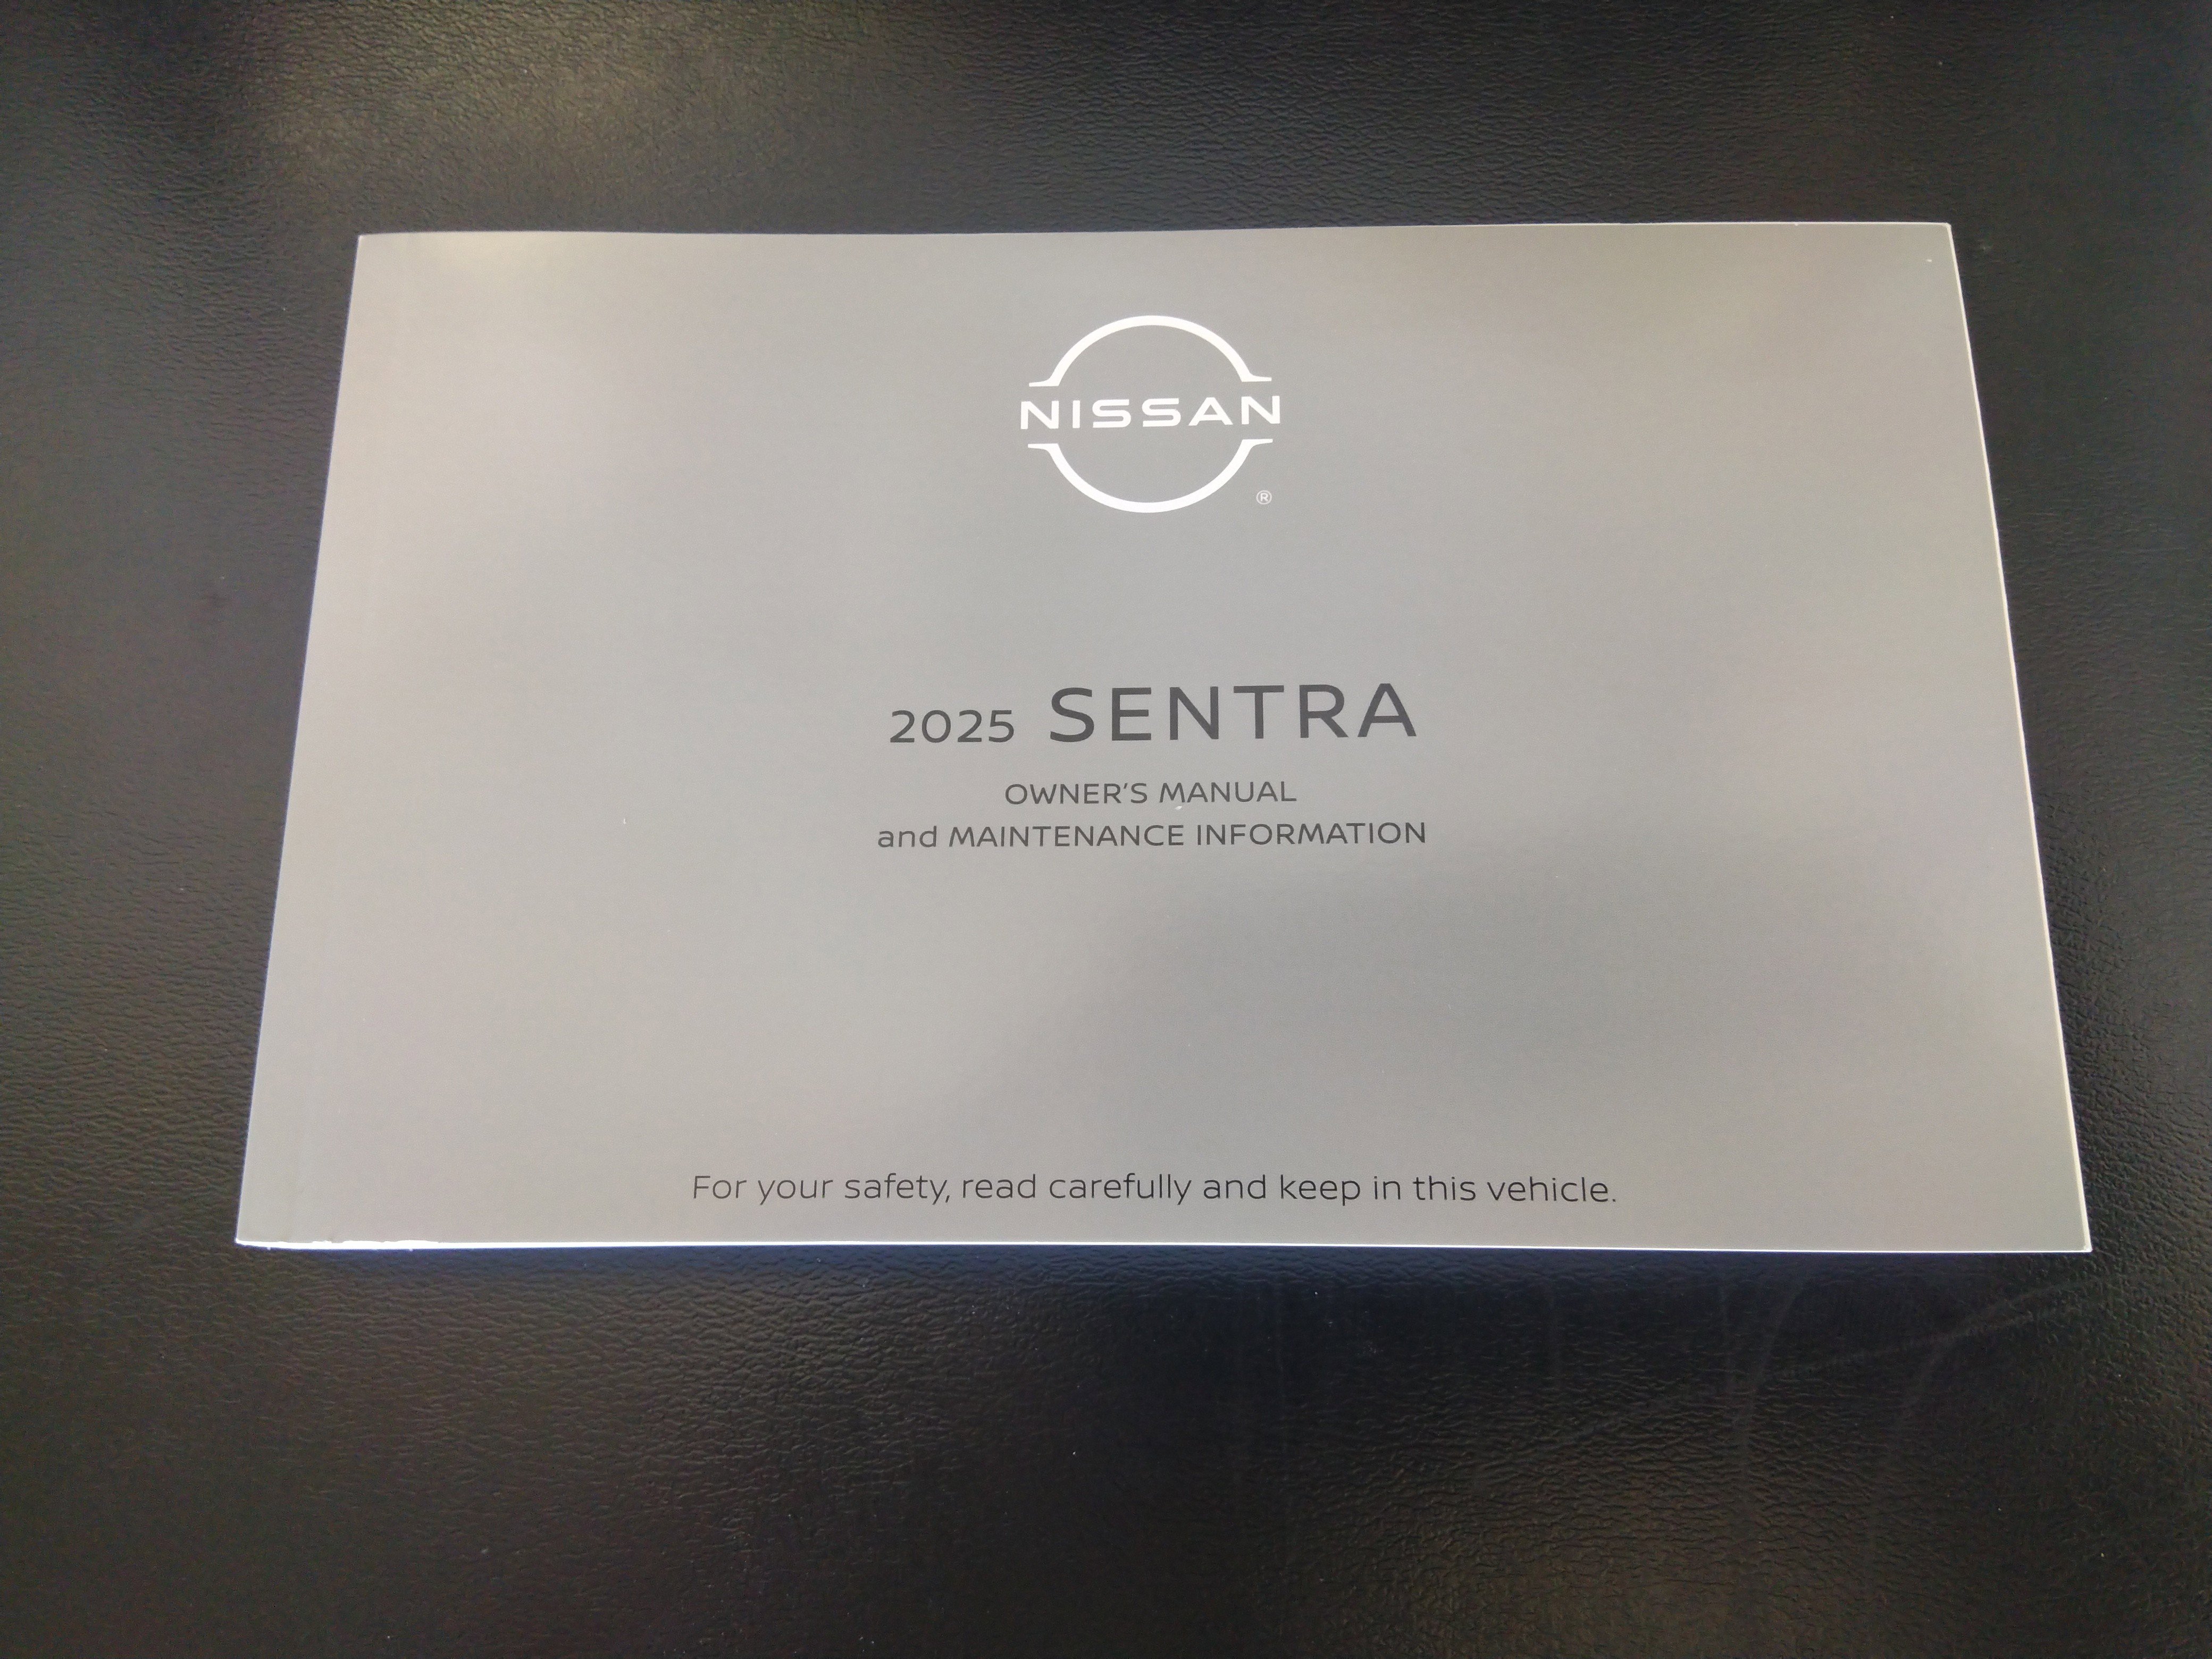 NISSAN
®
2025 SENTRA
OWNER'S MANUAL
and MAINTENANCE INFORMATION
For your safety, read carefully and keep in this vehicle.